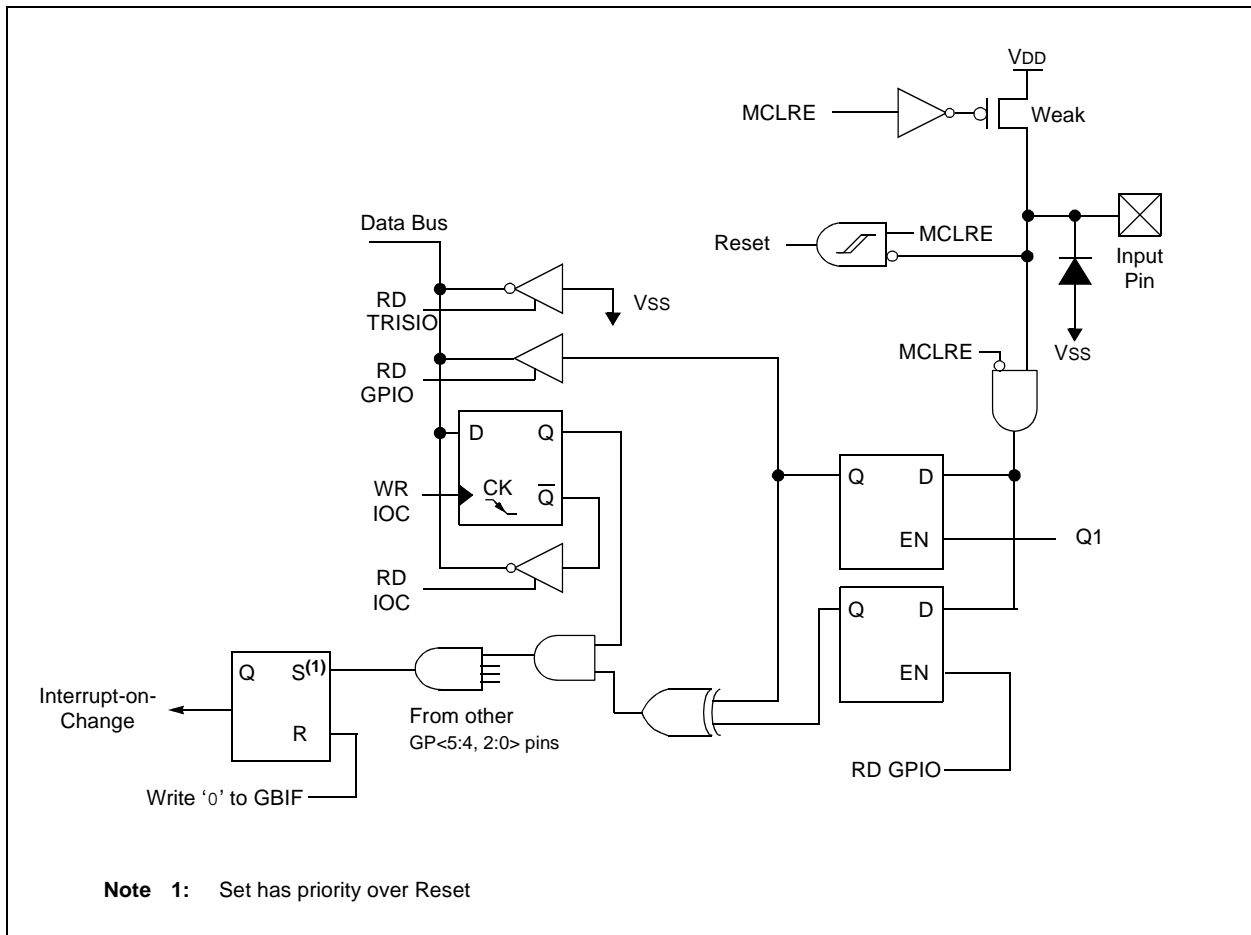 VDD
MCLRE
Weak
Data Bus
Reset
MCLRE
Input
Pin
RD
TRISIO
VSS
VSS
MCLRE
RD
GPIO
D
Q
WR
IOC
CK
Q
Q
D
EN
Q1
RD
IOC
Q
D
EN
Q
S(1)
R
Interrupt-on-
Change
From other
GP<5:4, 2:0> pins
RD GPIO
Write ‘0’ to GBIF
Note 1: Set has priority over Reset